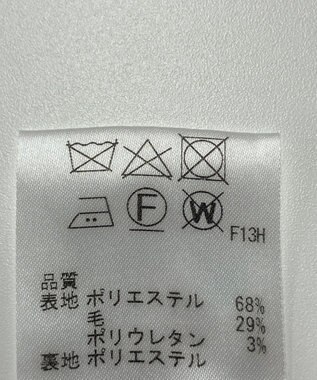 F W F13H
品質
表地 ポリエステル 68%
毛 29%
ポリウレタン 3%
裏地 ポリエステル